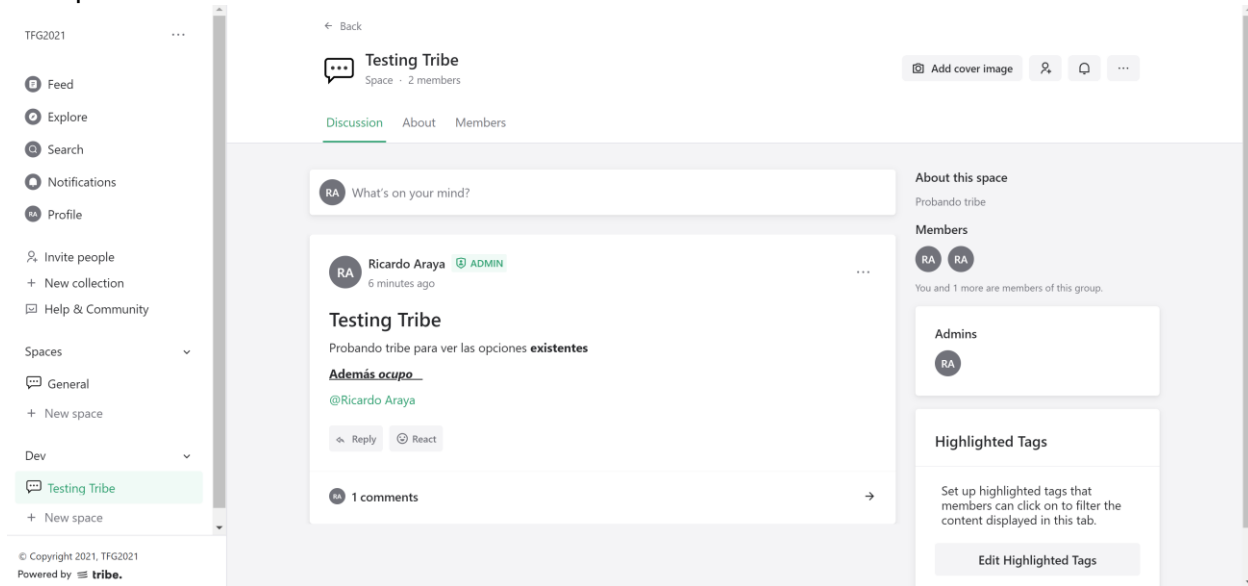 TFG2021 ...
Feed
Explore
Search
Notifications
RA Profile
Invite people
+ New collection
Help & Community
Spaces
General
+ New space
Dev
Testing Tribe
+ New space
© Copyright 2021, TFG2021
Powered by tribe.
← Back
Testing Tribe
Space · 2 members
Add cover image ...
Discussion About Members
RA What's on your mind?
RA Ricardo Araya ADMIN
6 minutes ago
...
Testing Tribe
Probando tribe para ver las opciones existentes
Además ocupo
@Ricardo Araya
Reply React
RA 1 comments →
About this space
Probando tribe
Members
RA RA
You and 1 more are members of this group.
Admins
RA
Highlighted Tags
Set up highlighted tags that
members can click on to filter the
content displayed in this tab.
Edit Highlighted Tags